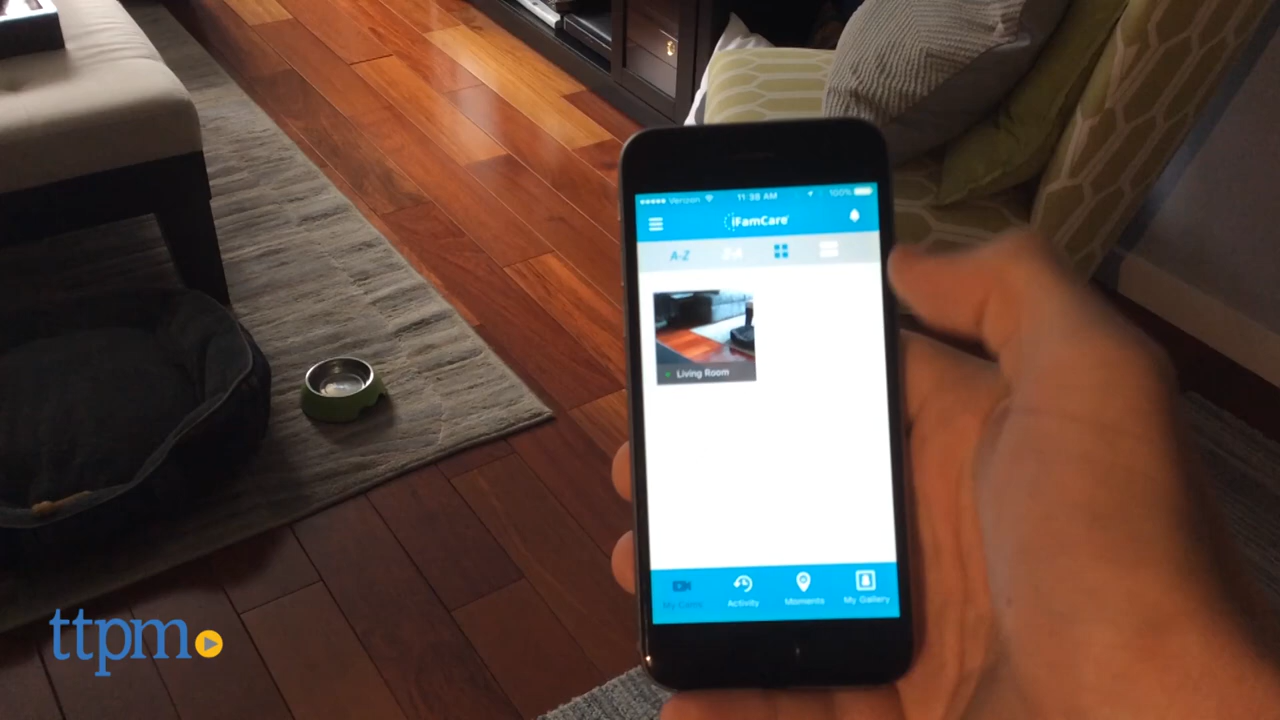 Verizon 11:38 AM 100%
iFamCare
A-Z
Living Room
My Cams Activity Moments My Gallery
ttpm